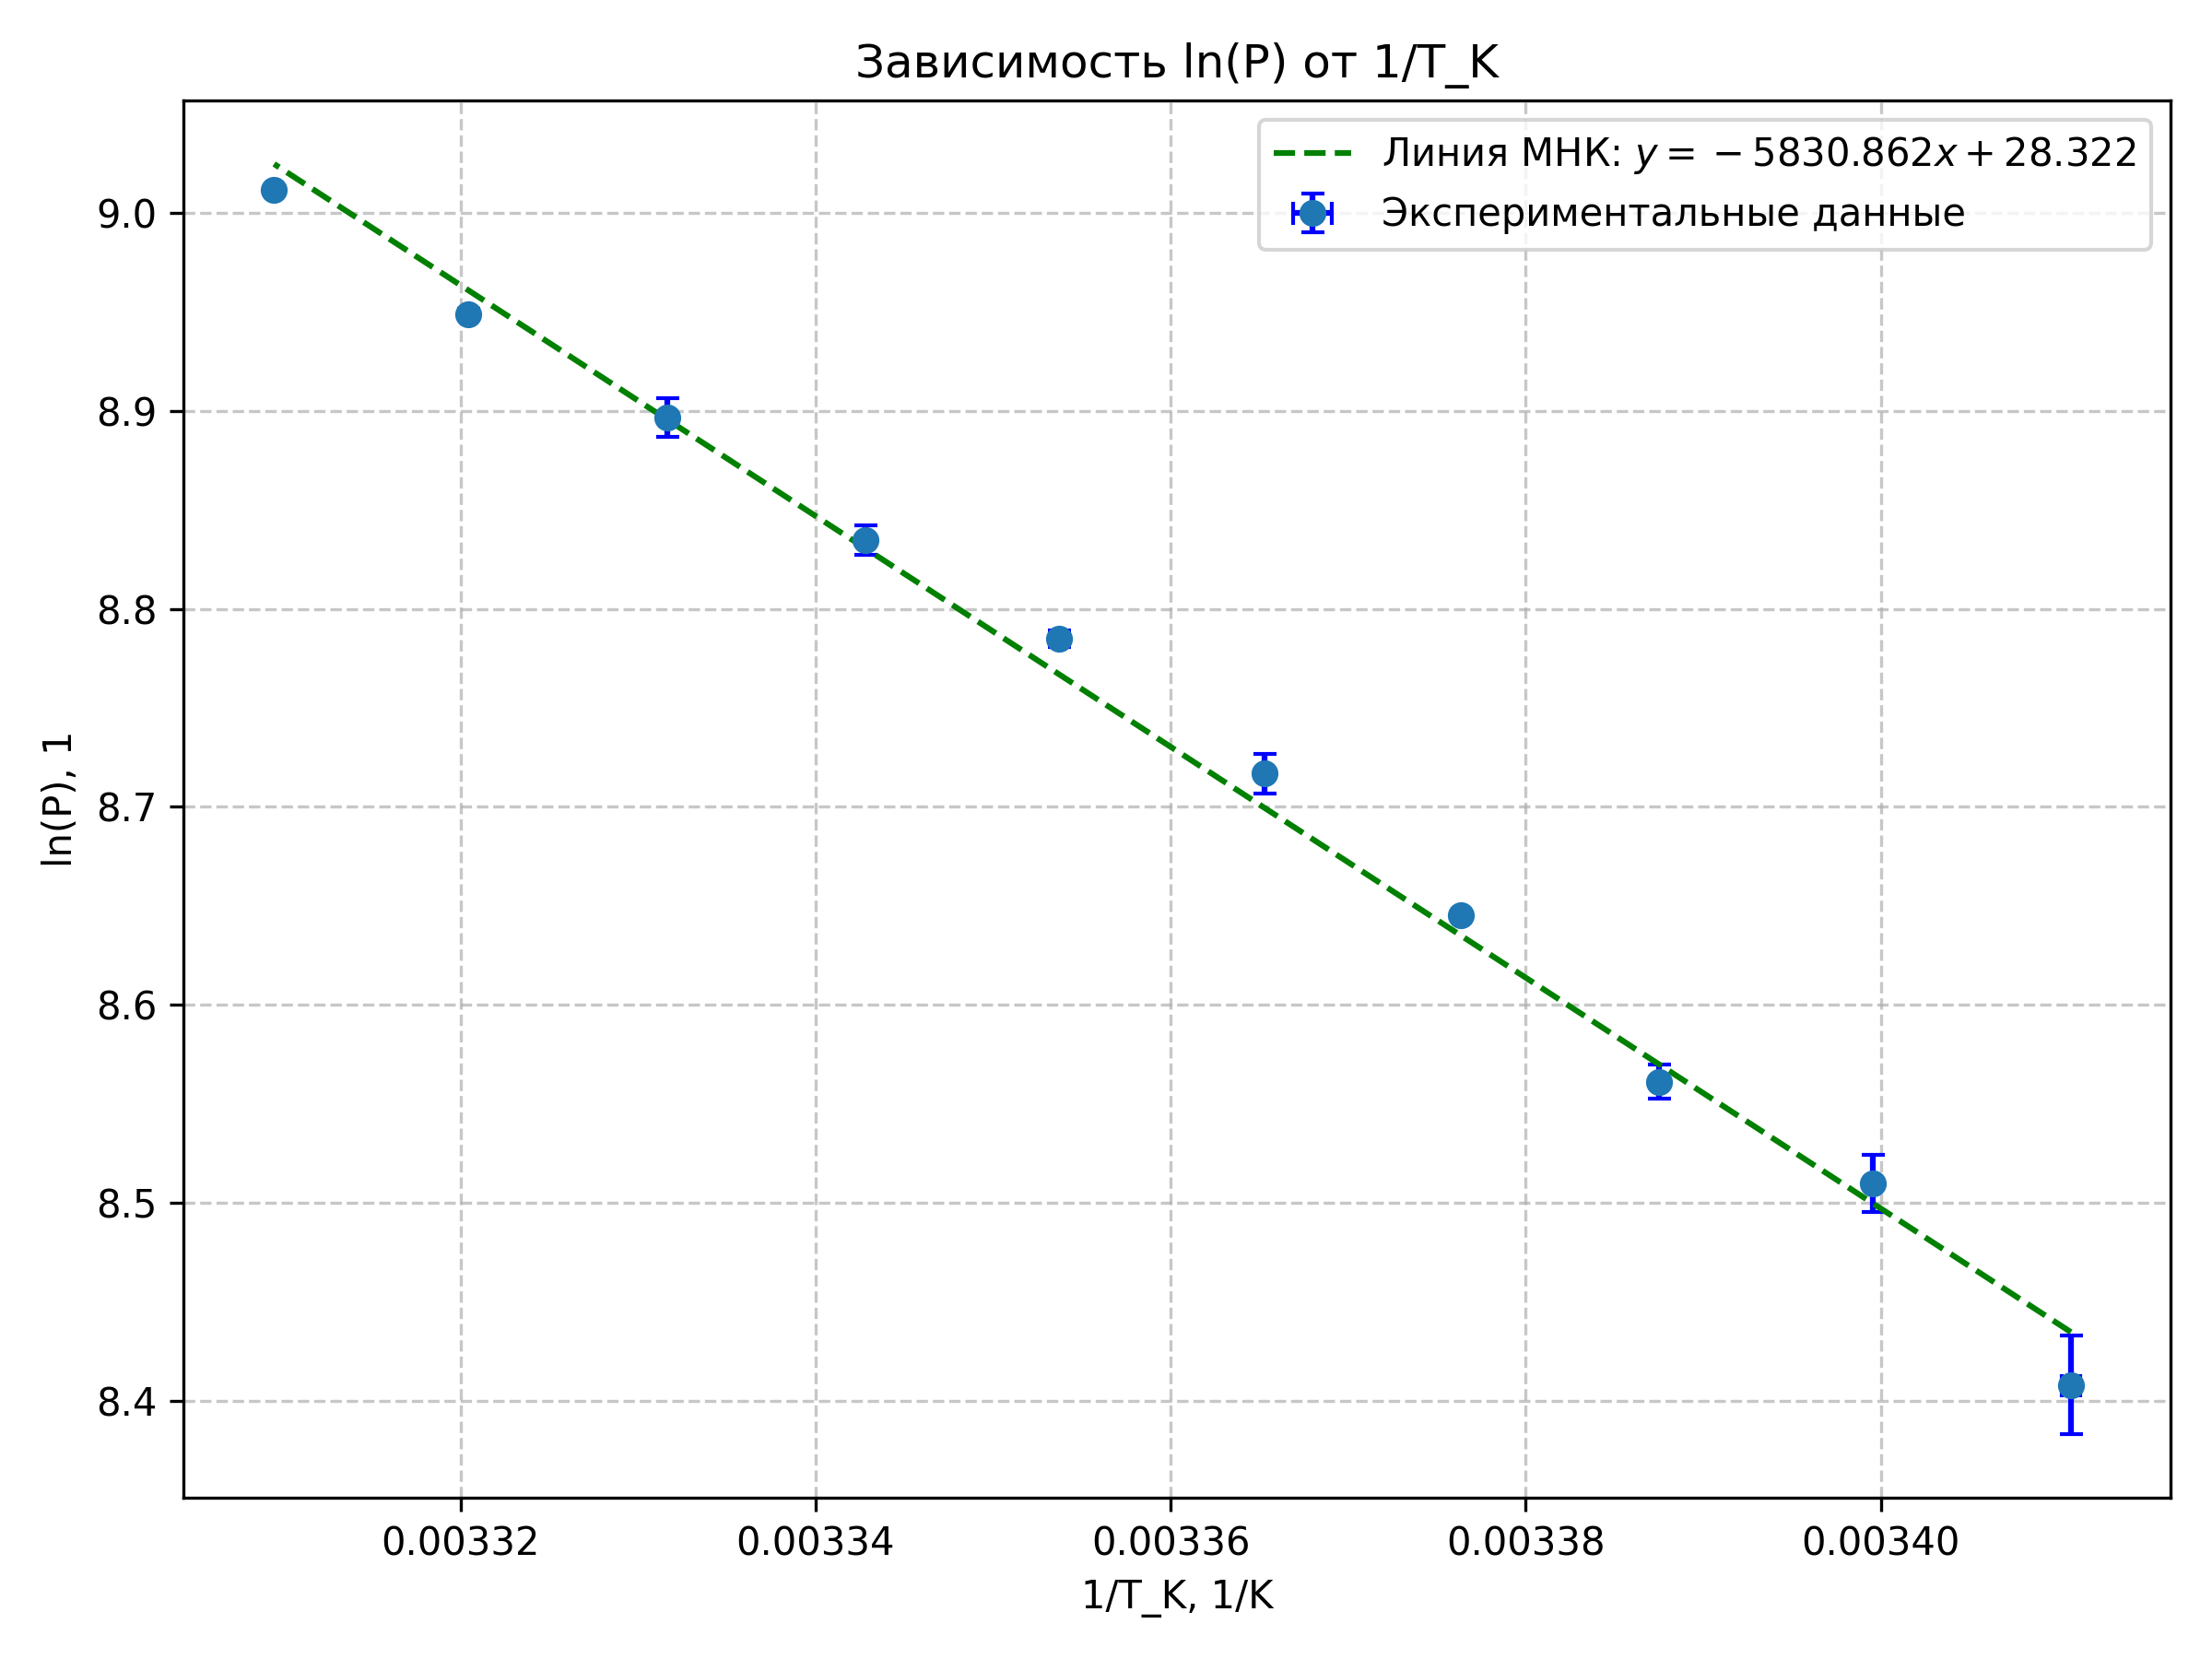 Зависимость ln(P) от 1/T_K
Линия МНК: y = −5830.862x + 28.322
Экспериментальные данные
9.0
8.9
8.8
8.7
8.6
8.5
8.4
ln(P), 1
0.00332 0.00334 0.00336 0.00338 0.00340
1/T_K, 1/K